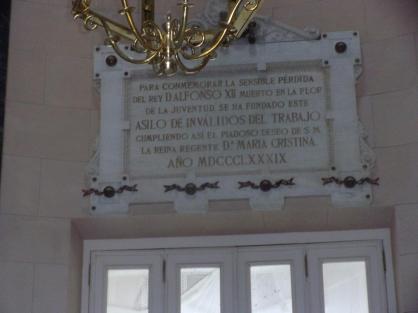 PARA CONMEMORAR LA SENSIBLE PÉRDIDA
DEL REY D. ALFONSO XII MUERTO EN LA FLOR
DE LA JUVENTUD, SE HA FUNDADO ESTE
ASILO DE INVÁLIDOS DEL TRABAJO,
CUMPLIENDO ASÍ EL PIADOSO DESEO DE S.M.
LA REINA REGENTE D.ª MARIA CRISTINA.
AÑO MDCCCLXXXIX